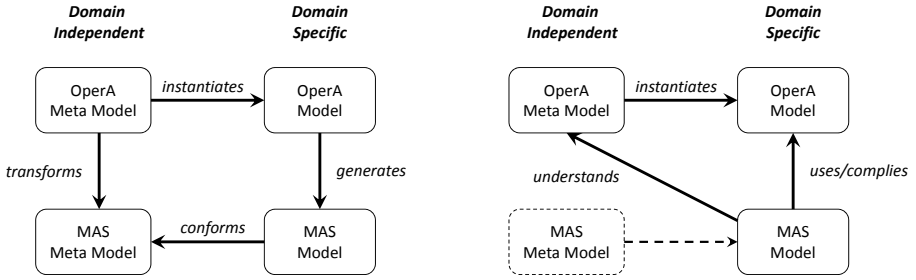 Domain
Independent
Domain
Specific
OperA
Meta Model
instantiates
OperA
Model
transforms
generates
MAS
Meta Model
conforms
MAS
Model
Domain
Independent
Domain
Specific
OperA
Meta Model
instantiates
OperA
Model
understands
uses/complies
MAS
Meta Model
MAS
Model